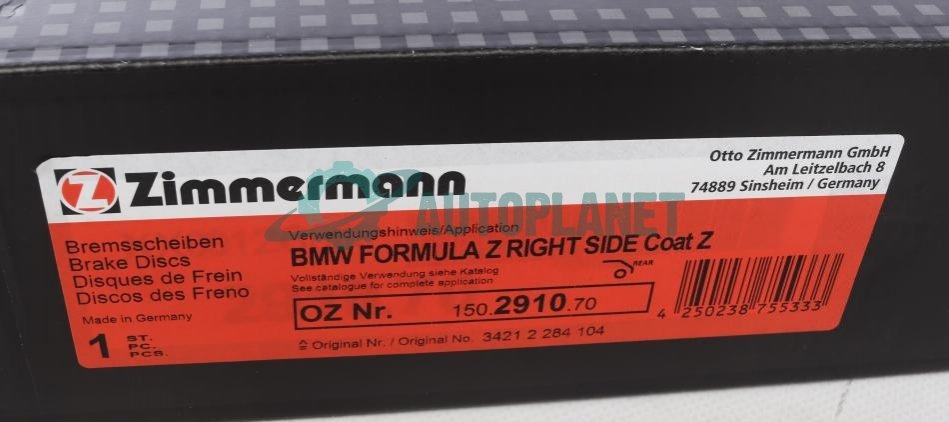 Z Zimmermann
Otto Zimmermann GmbH
Am Leitzelbach 8
74889 Sinsheim / Germany
AUTOPLANET
Bremsscheiben
Brake Discs
Disques de Frein
Discos des Freno
Made in Germany
1 ST.
PC.
PCS.
Verwendungshinweis/Application
BMW FORMULA Z RIGHT SIDE Coat Z
Vollständige Verwendung siehe Katalog
See catalogue for complete application
REAR
OZ Nr. 150.2910.70
≙ Original Nr. / Original No. 3421 2 284 104
4 250238 755333